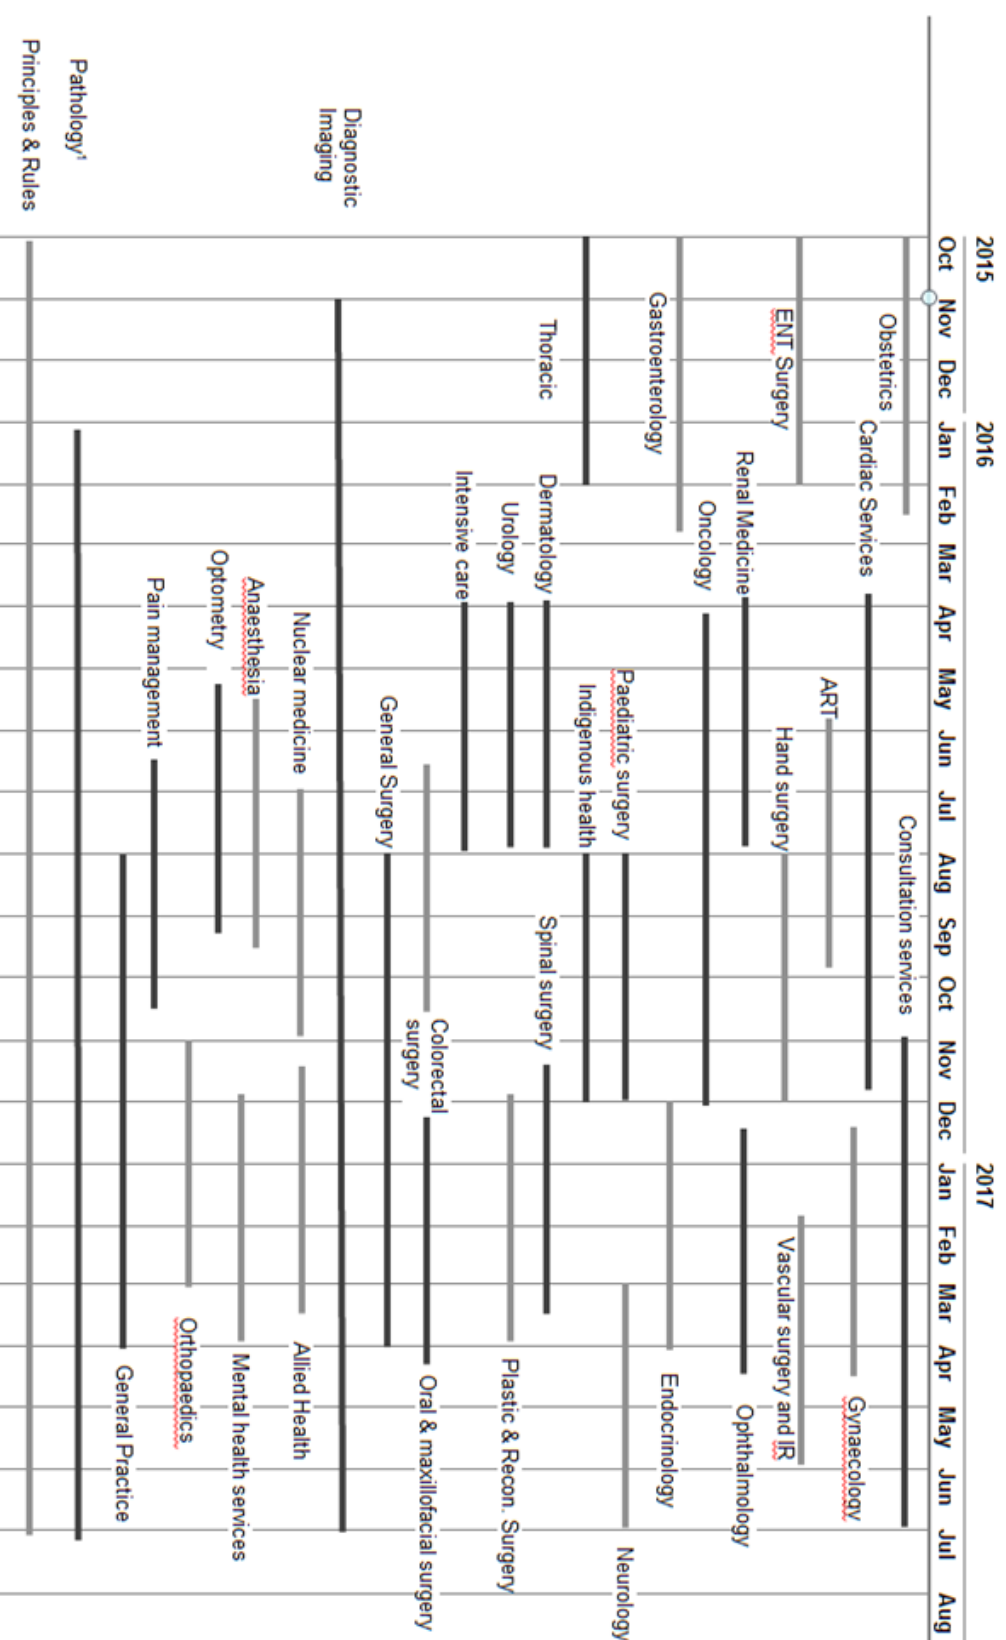 2015
2016
2017
Oct
Nov
Dec
Jan
Feb
Mar
Apr
May
Jun
Jul
Aug
Sep
Oct
Nov
Dec
Jan
Feb
Mar
Apr
May
Jun
Jul
Aug
Obstetrics
Consultation services
Cardiac Services
Gynaecology
ART
ENT Surgery
Hand surgery
Vascular surgery and IR
Renal Medicine
Ophthalmology
Oncology
Gastroenterology
Endocrinology
Paediatric surgery
Neurology
Indigenous health
Thoracic
Dermatology
Spinal surgery
Urology
Plastic & Recon. Surgery
Intensive care
Colorectal
surgery
Oral & maxillofacial surgery
General Surgery
Diagnostic
Imaging
Nuclear medicine
Allied Health
Anaesthesia
Mental health services
Optometry
Orthopaedics
Pain management
General Practice
Pathology¹
Principles & Rules